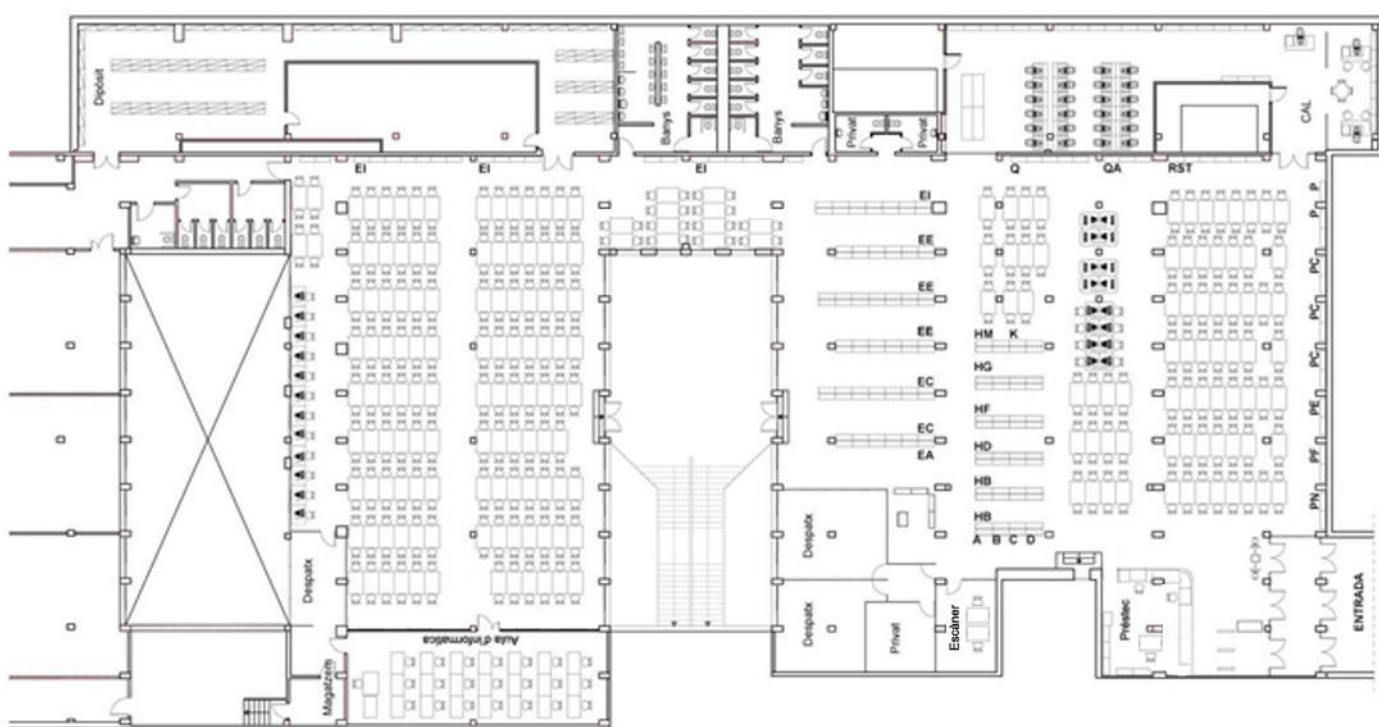 Dipòsit
Banys
Banys
Privat
Privat
CAL
EI
EI
EI
Q
QA
RST
P
P
EI
EE
PC
EE
PC
EE
HM
K
PC
HG
EC
PE
HF
EC
EA
HD
PF
HB
PN
HB
A
B
C
D
Despatx
Despatx
Despatx
Privat
Escàner
Préstec
ENTRADA
Aula d'informatica
Magatzem